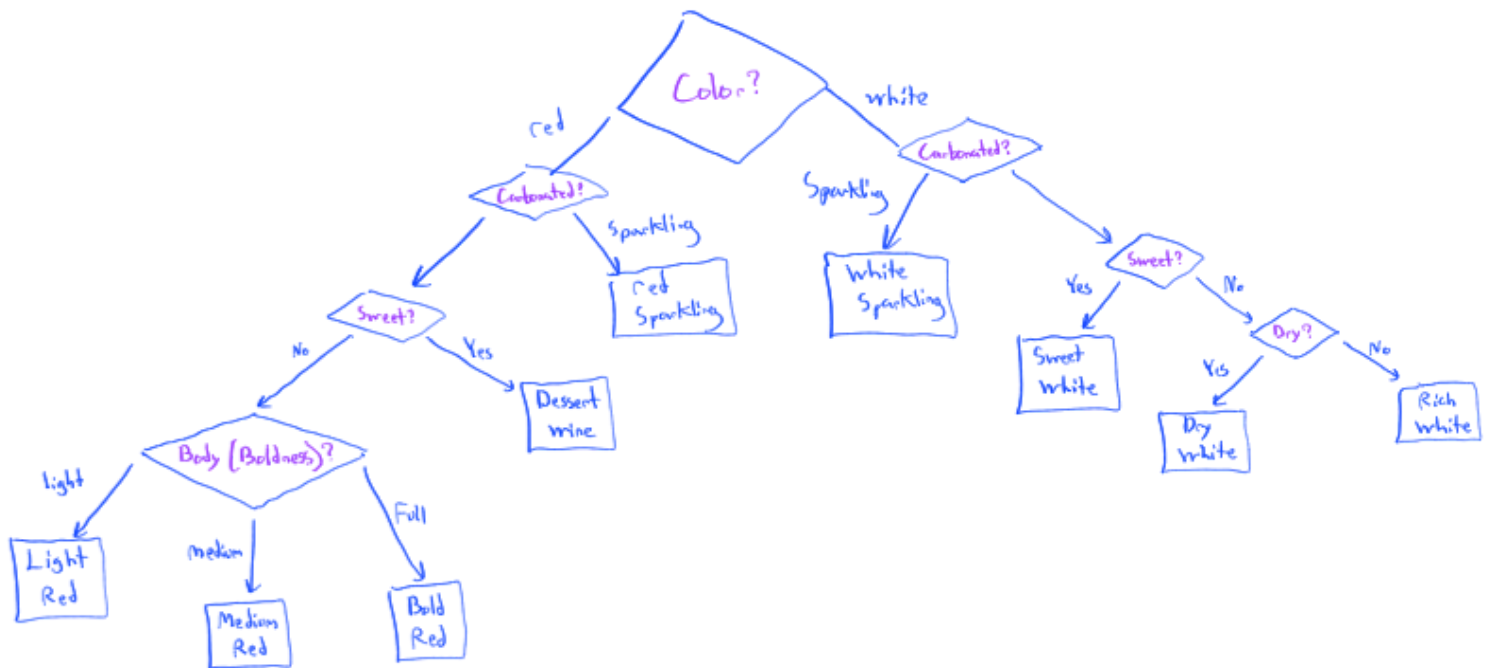 Color?
red
white
Carbonated?
Carbonated?
Sparkling
Sparkling
Sweet?
red
Sparkling
White
Sparkling
Yes
No
Sweet?
Dry?
No
Yes
Sweet
White
Yes
No
Dessert
wine
Dry
White
Rich
White
Body (Boldness)?
Light
Medium
Full
Light
Red
Medium
Red
Bold
Red